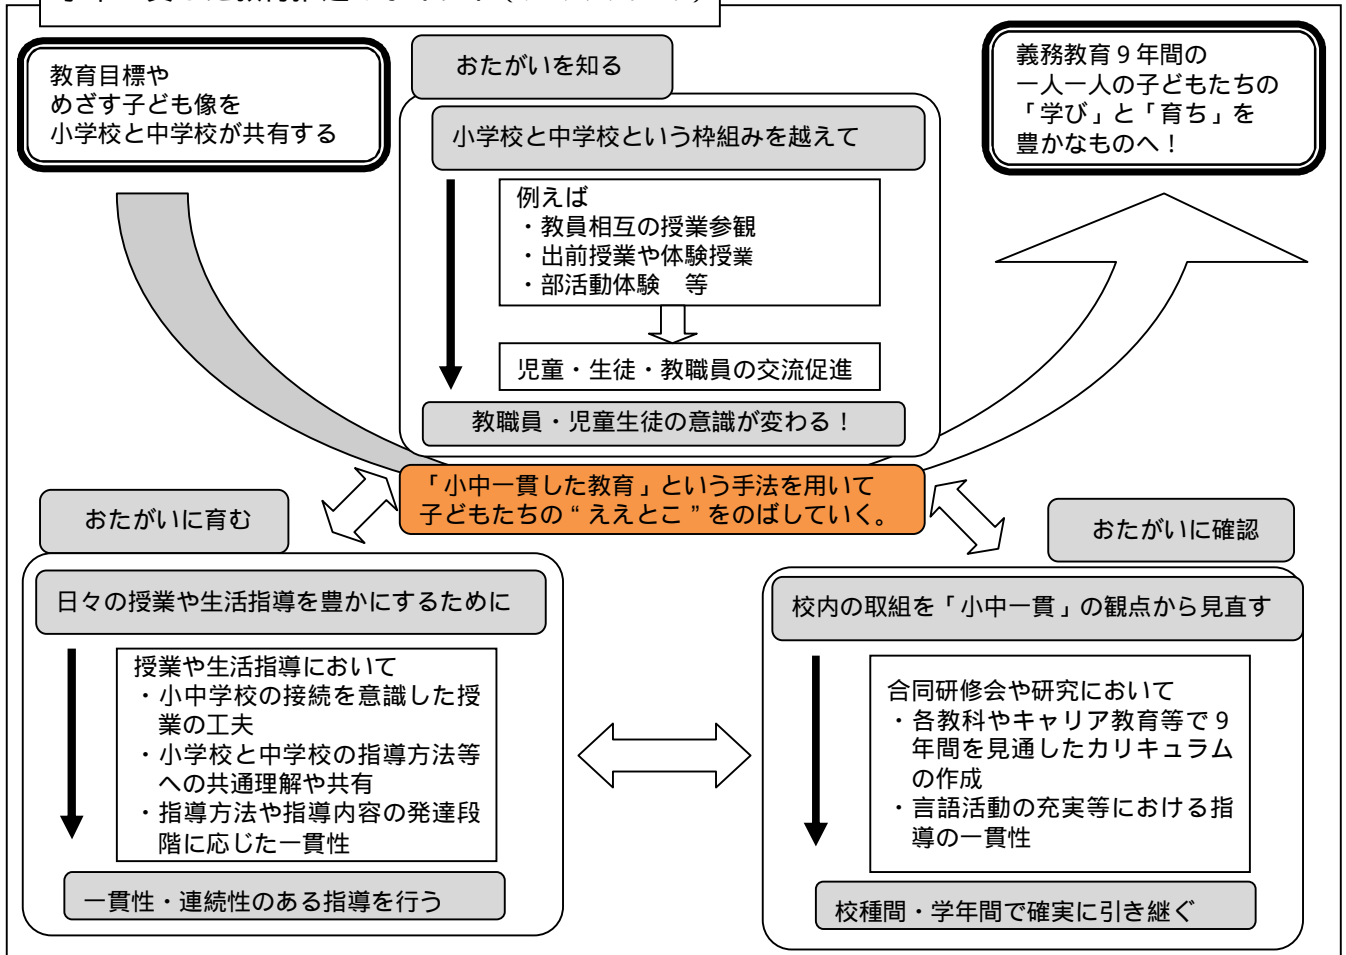 教育目標や
めざす子ども像を
小学校と中学校が共有する
おたがいを知る
小学校と中学校という枠組みを越えて
例えば
・教員相互の授業参観
・出前授業や体験授業
・部活動体験　等
児童・生徒・教職員の交流促進
教職員・児童生徒の意識が変わる！
義務教育９年間の
一人一人の子どもたちの
「学び」と「育ち」を
豊かなものへ！
「小中一貫した教育」という手法を用いて
子どもたちの“ええとこ”をのばしていく。
おたがいに育む
日々の授業や生活指導を豊かにするために
授業や生活指導において
・小中学校の接続を意識した授
業の工夫
・小学校と中学校の指導方法等
への共通理解や共有
・指導方法や指導内容の発達段
階に応じた一貫性
一貫性・連続性のある指導を行う
おたがいに確認
校内の取組を「小中一貫」の観点から見直す
合同研修会や研究において
・各教科やキャリア教育等で９
年間を見通したカリキュラム
の作成
・言語活動の充実等における指
導の一貫性
校種間・学年間で確実に引き継ぐ